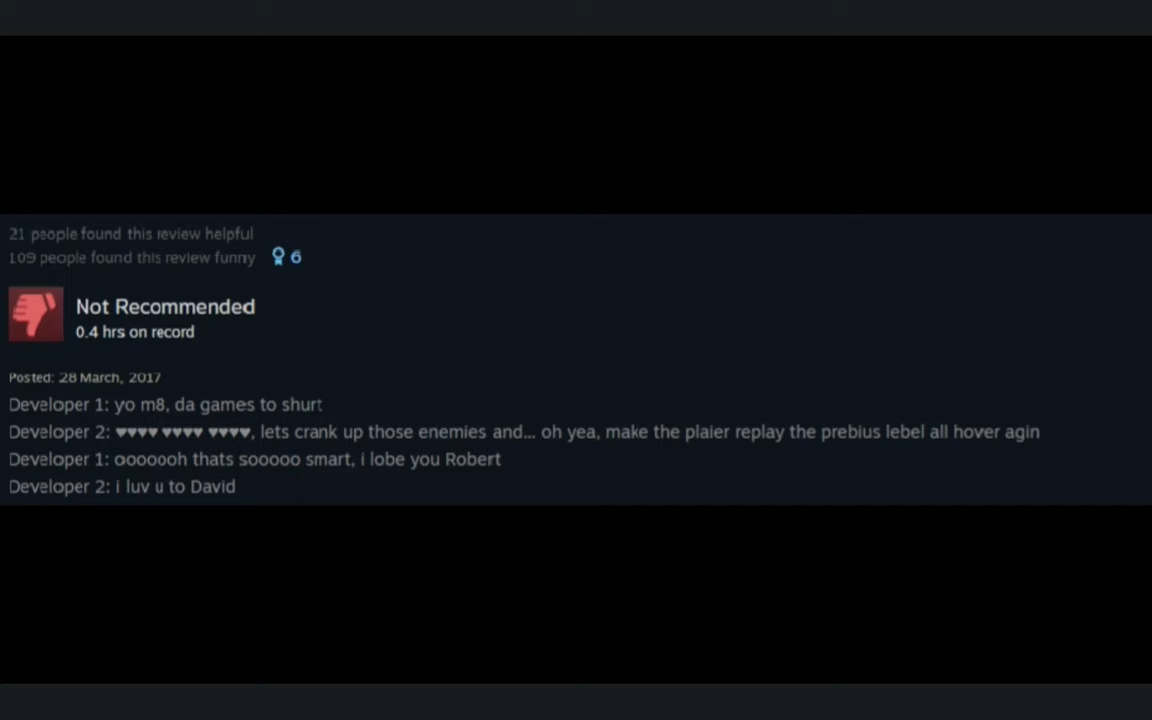 21 people found this review helpful
109 people found this review funny 6
Not Recommended
0.4 hrs on record
Posted: 28 March, 2017
Developer 1: yo m8, da games to shurt
Developer 2: ♥♥♥♥ ♥♥♥♥ ♥♥♥♥, lets crank up those enemies and... oh yea, make the plaier replay the prebius lebel all hover agin
Developer 1: ooooooh thats sooooo smart, i lobe you Robert
Developer 2: i luv u to David